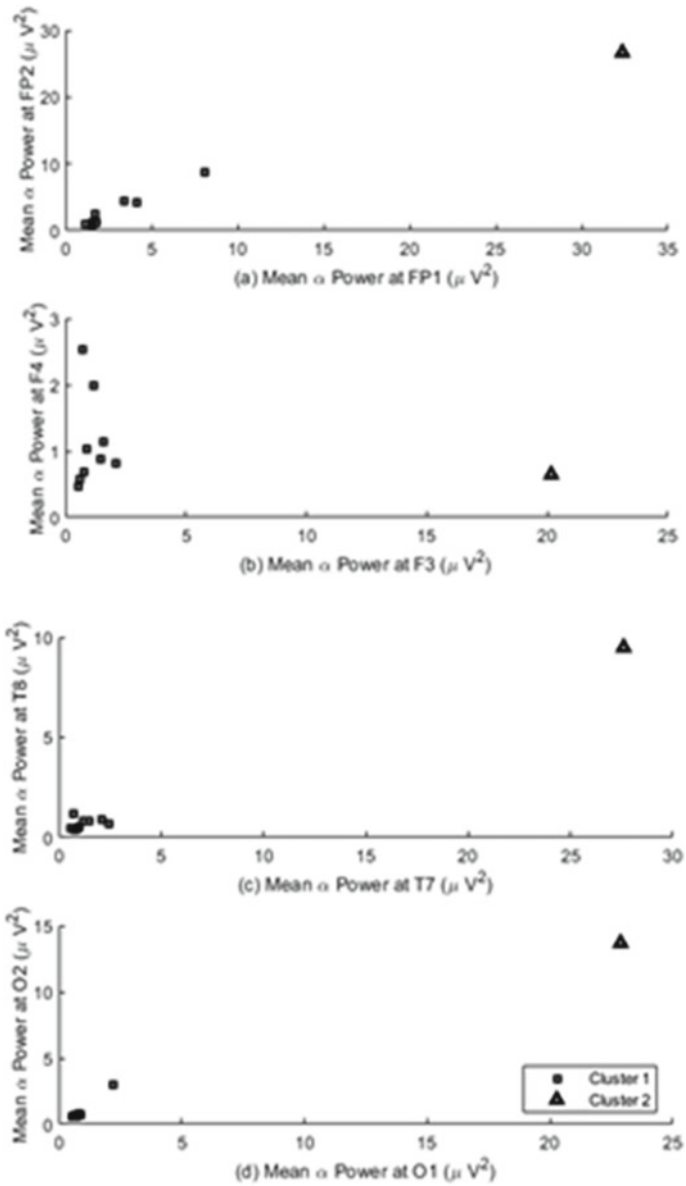 30
20
10
0
Mean α Power at FP2 (μ V²)
0 5 10 15 20 25 30 35
(a) Mean α Power at FP1 (μ V²)
3
2
1
0
Mean α Power at F4 (μ V²)
0 5 10 15 20 25
(b) Mean α Power at F3 (μ V²)
10
5
0
Mean α Power at T8 (μ V²)
0 5 10 15 20 25 30
(c) Mean α Power at T7 (μ V²)
15
10
5
0
Mean α Power at O2 (μ V²)
Cluster 1
Cluster 2
0 5 10 15 20 25
(d) Mean α Power at O1 (μ V²)